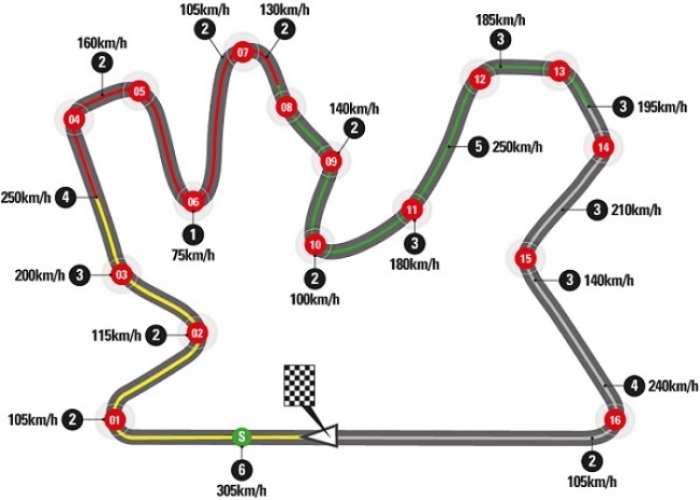 105km/h 2
2 130km/h
185km/h
3
160km/h
2
07
12
13
05
04
08
3 195km/h
140km/h
2
5 250km/h
14
09
250km/h 4
06
11
3 210km/h
1
75km/h
10
3
180km/h
2
100km/h
15
200km/h 3
03
3 140km/h
115km/h 2
02
4 240km/h
105km/h 2
01
16
S
6
305km/h
2
105km/h